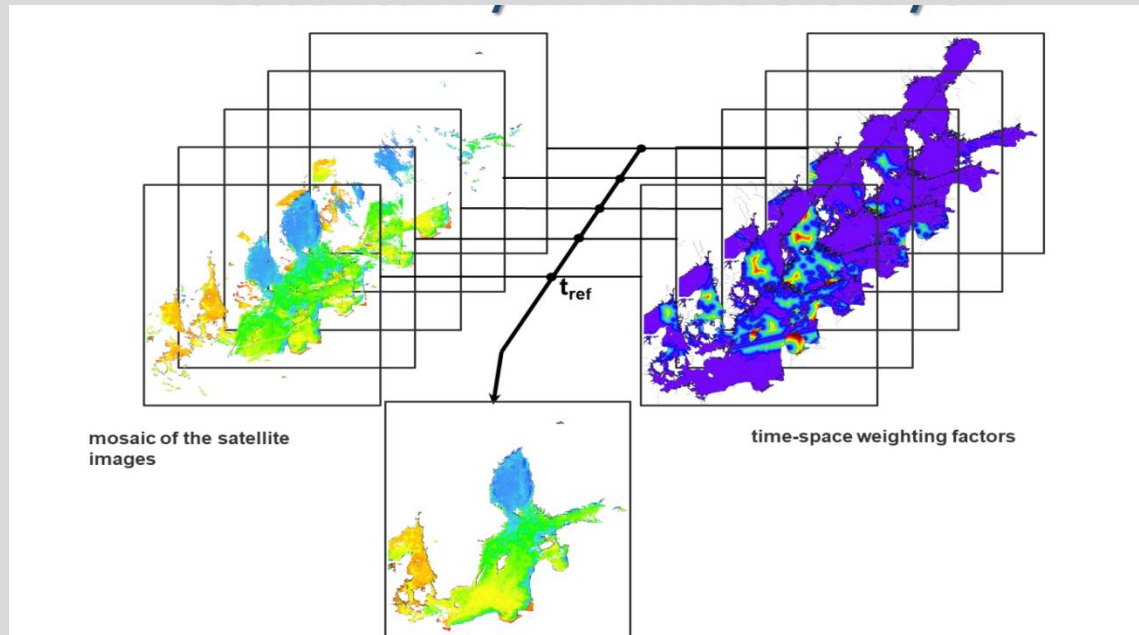 t_ref
mosaic of the satellite
images
time-space weighting factors